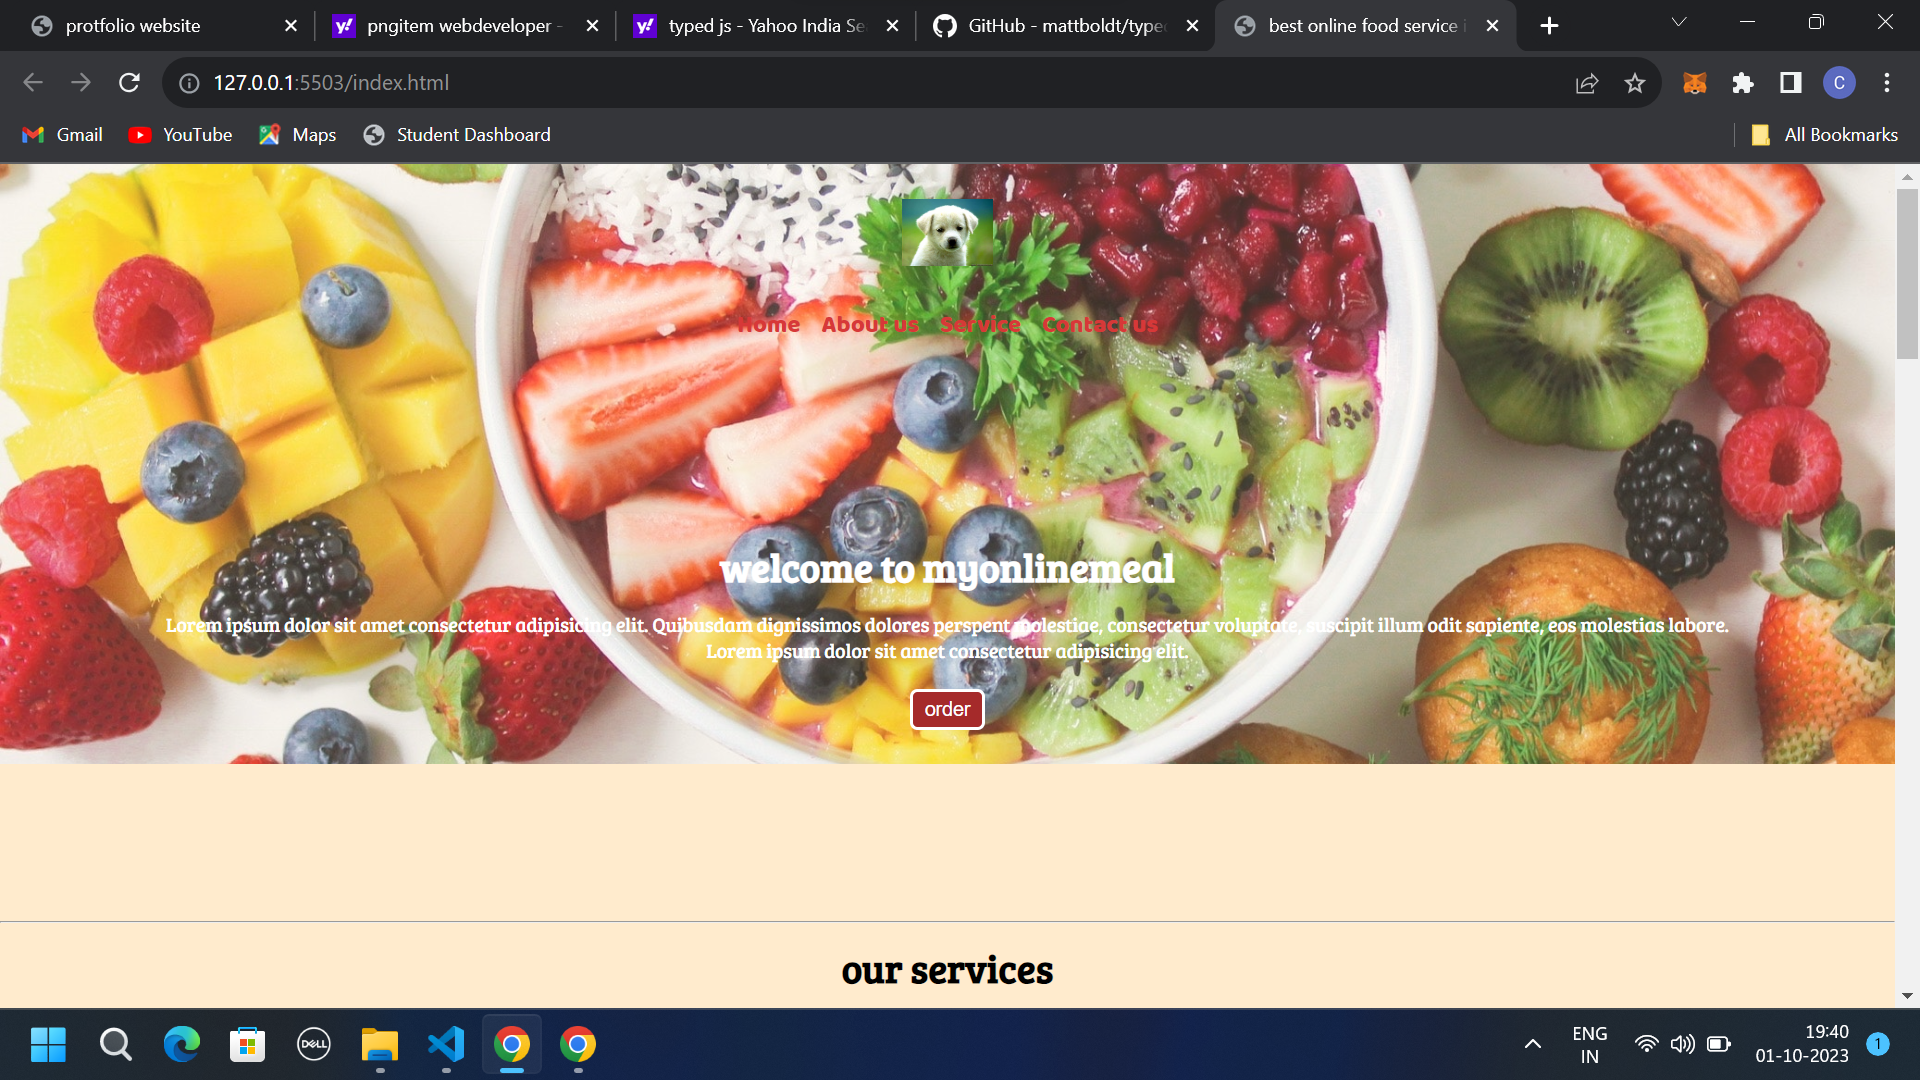 protfolio website
pngitem webdeveloper -
typed js - Yahoo India Se
GitHub - mattboldt/type
best online food service i
127.0.0.1:5503/index.html
C
Gmail
YouTube
Maps
Student Dashboard
All Bookmarks
Home About us Service Contact us
welcome to myonlinemeal
Lorem ipsum dolor sit amet consectetur adipisicing elit. Quibusdam dignissimos dolores perspent molestiae, consectetur voluptate, suscipit illum odit sapiente, eos molestias labore.
Lorem ipsum dolor sit amet consectetur adipisicing elit.
order
our services
DELL
ENG
IN
19:40
01-10-2023
1